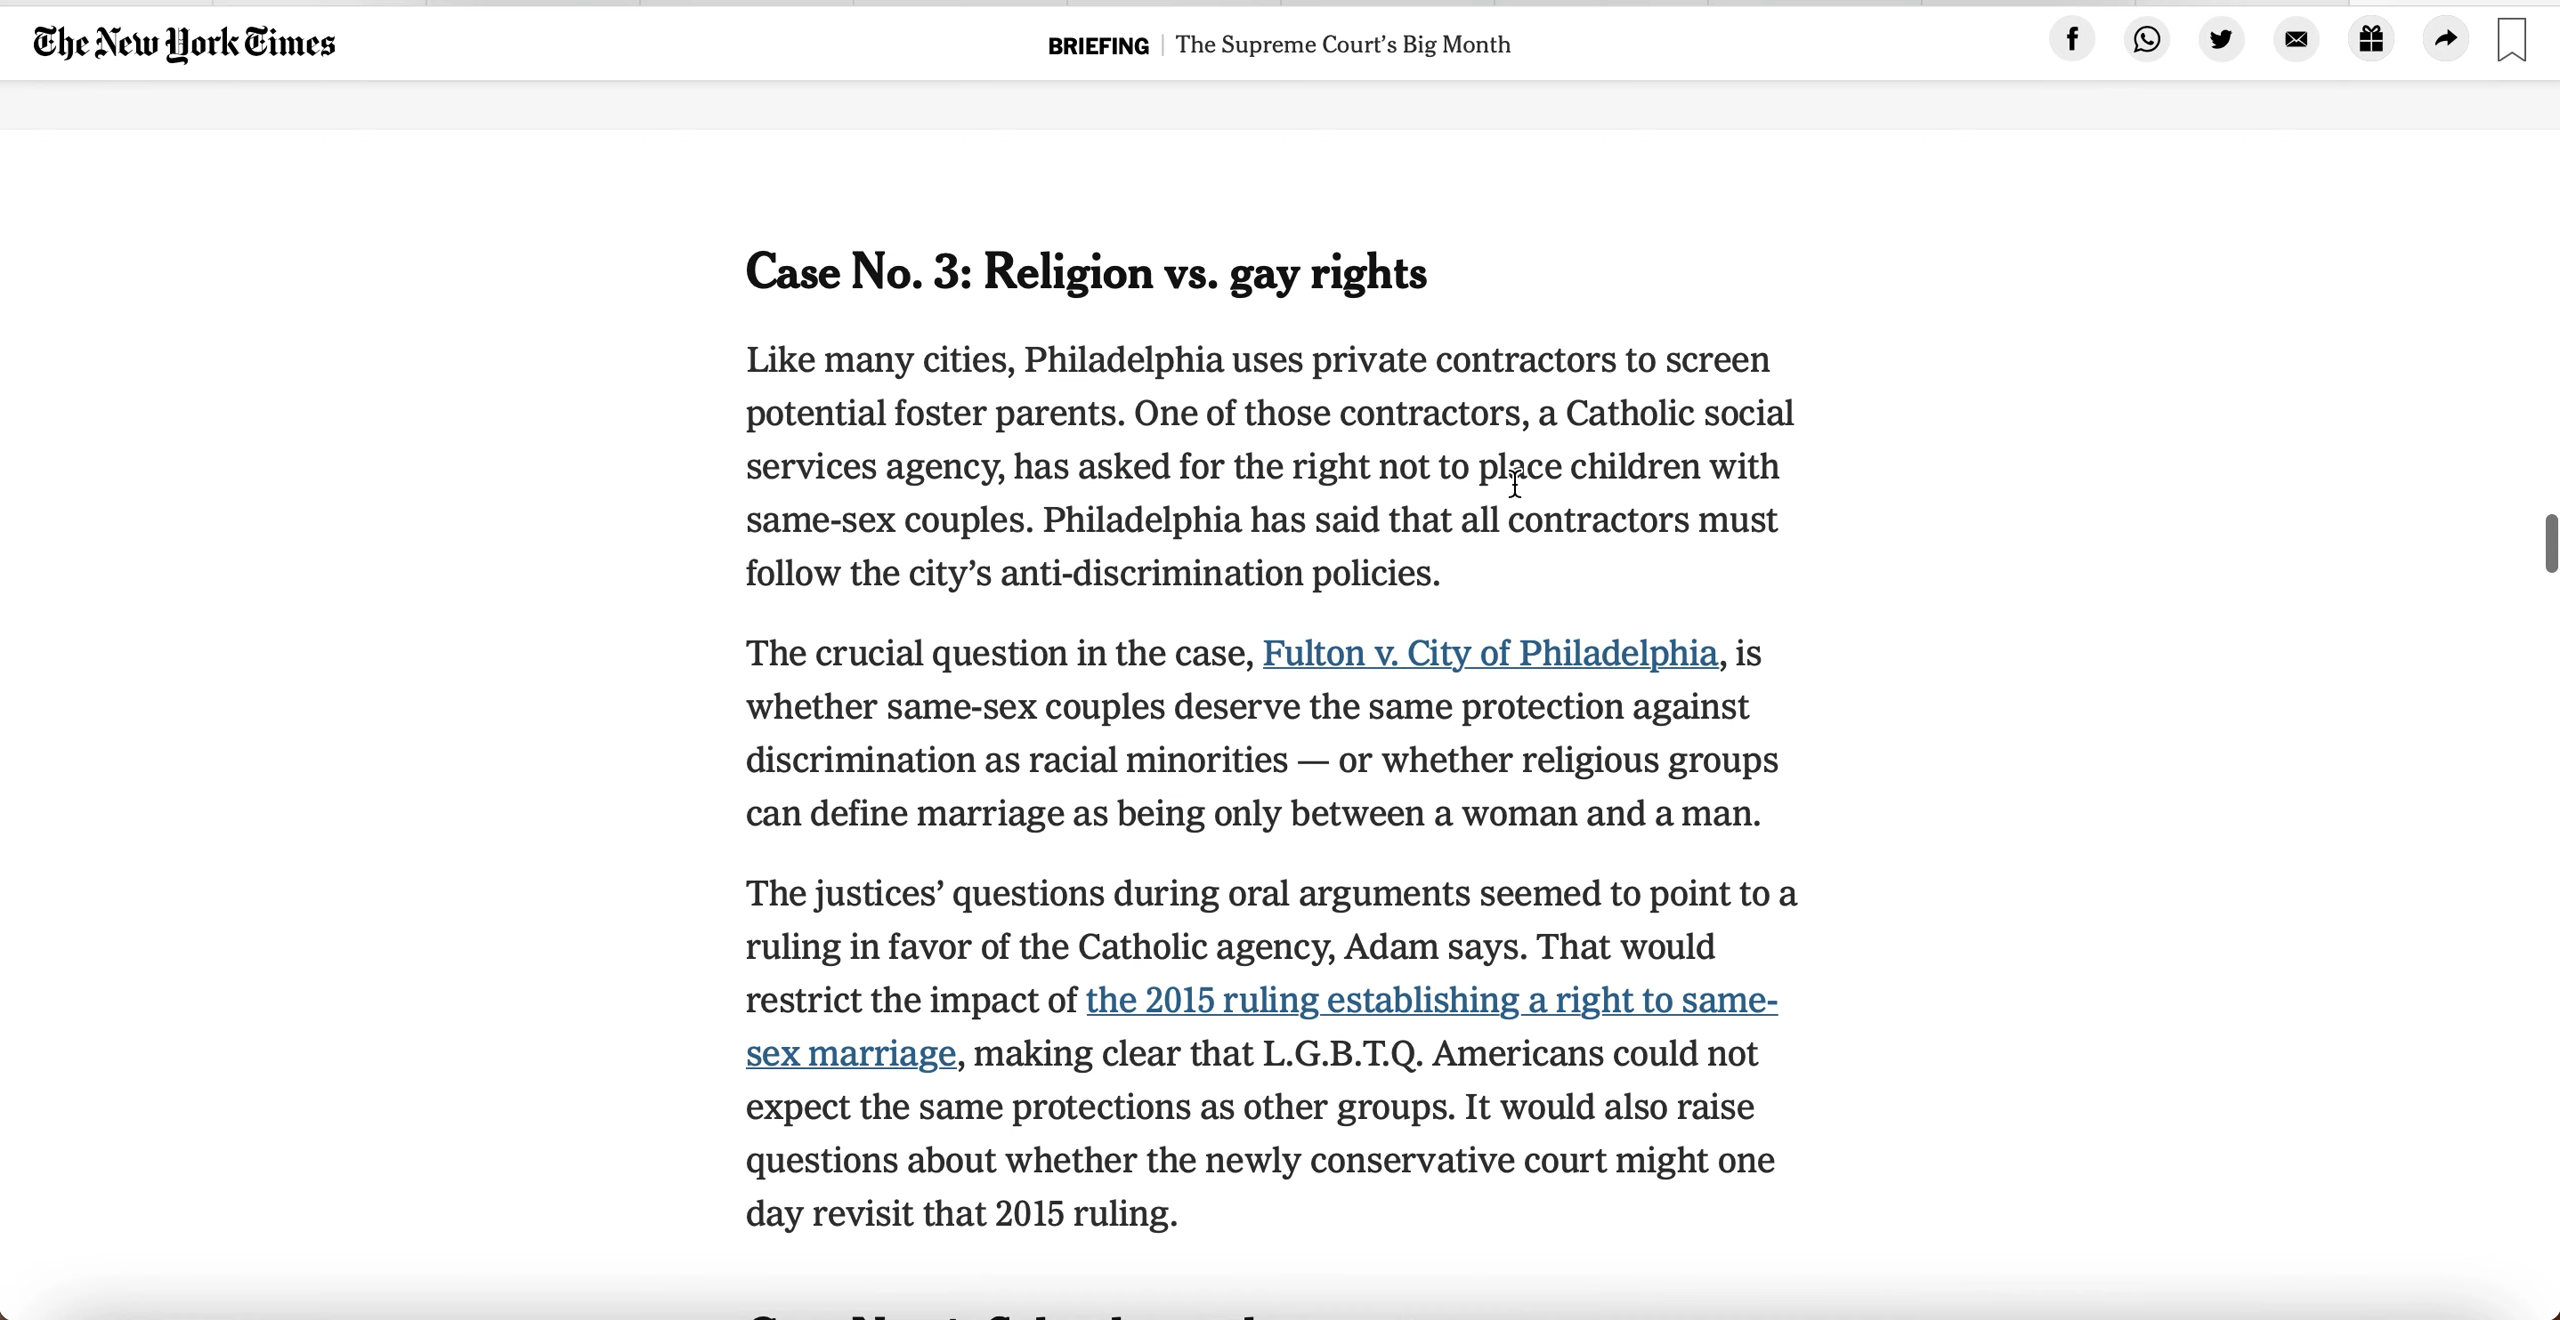 The New York Times
BRIEFING | The Supreme Court’s Big Month
Case No. 3: Religion vs. gay rights
Like many cities, Philadelphia uses private contractors to screen
potential foster parents. One of those contractors, a Catholic social
services agency, has asked for the right not to place children with
same-sex couples. Philadelphia has said that all contractors must
follow the city’s anti-discrimination policies.
The crucial question in the case, Fulton v. City of Philadelphia, is
whether same-sex couples deserve the same protection against
discrimination as racial minorities — or whether religious groups
can define marriage as being only between a woman and a man.
The justices’ questions during oral arguments seemed to point to a
ruling in favor of the Catholic agency, Adam says. That would
restrict the impact of the 2015 ruling establishing a right to same-
sex marriage, making clear that L.G.B.T.Q. Americans could not
expect the same protections as other groups. It would also raise
questions about whether the newly conservative court might one
day revisit that 2015 ruling.